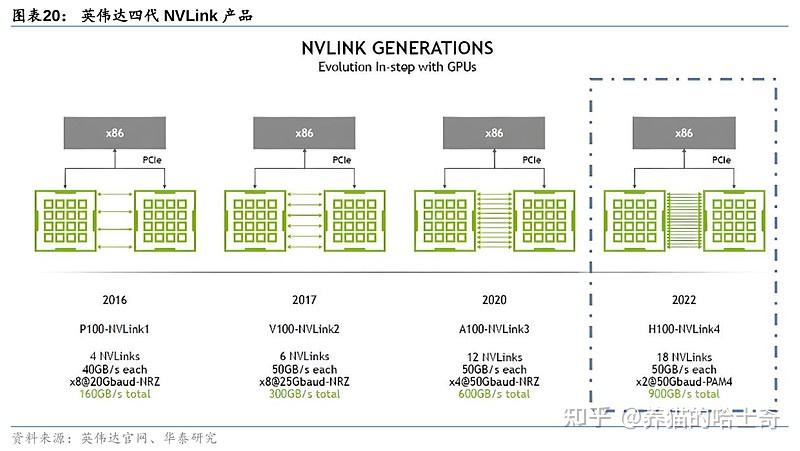 图表20： 英伟达四代 NVLink 产品
NVLINK GENERATIONS
Evolution In-step with GPUs
x86
PCIe
x86
PCIe
x86
PCIe
x86
PCIe
2016
P100-NVLink1
4 NVLinks
40GB/s each
x8@20Gbaud-NRZ
160GB/s total
2017
V100-NVLink2
6 NVLinks
50GB/s each
x8@25Gbaud-NRZ
300GB/s total
2020
A100-NVLink3
12 NVLinks
50GB/s each
x4@50Gbaud-NRZ
600GB/s total
2022
H100-NVLink4
18 NVLinks
50GB/s each
x2@50Gbaud-PAM4
900GB/s total
知乎 @养猫的哈士奇
资料来源：英伟达官网、华泰研究